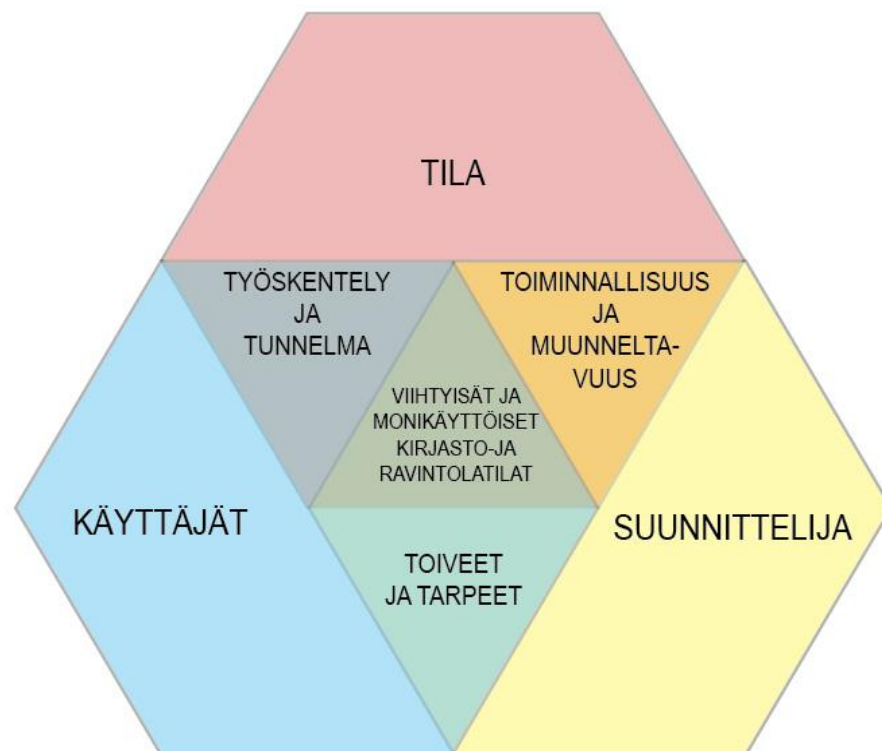 TILA
TYÖSKENTELY
JA
TUNNELMA
TOIMINNALLISUUS
JA
MUUNNELTA-
VUUS
VIIHTYISÄT JA
MONIKÄYTTÖISET
KIRJASTO-JA
RAVINTOLATILAT
KÄYTTÄJÄT
SUUNNITTELIJA
TOIVEET
JA TARPEET